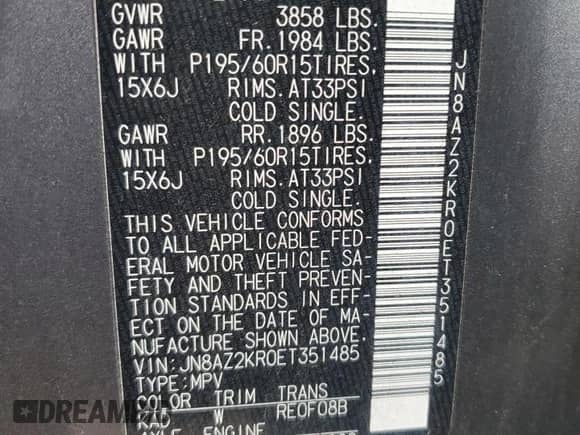 GVWR 3858 LBS.
GAWR FR. 1984 LBS.
WITH P195/60R15TIRES,
15X6J RIMS. AT33PSI
COLD SINGLE.
GAWR RR. 1896 LBS.
WITH P195/60R15TIRES,
15X6J RIMS. AT33PSI
COLD SINGLE.
THIS VEHICLE CONFORMS
TO ALL APPLICABLE FED-
ERAL MOTOR VEHICLE SA-
FETY AND THEFT PREVEN-
TION STANDARDS IN EFF-
ECT ON THE DATE OF MA-
NUFACTURE SHOWN ABOVE.
VIN: JN8AZ2KR0ET351485
TYPE: MPV
COLOR TRIM TRANS
KAD W RE0F08B
AXLE ENGINE
JN8AZ2KR0ET351485
DREAM